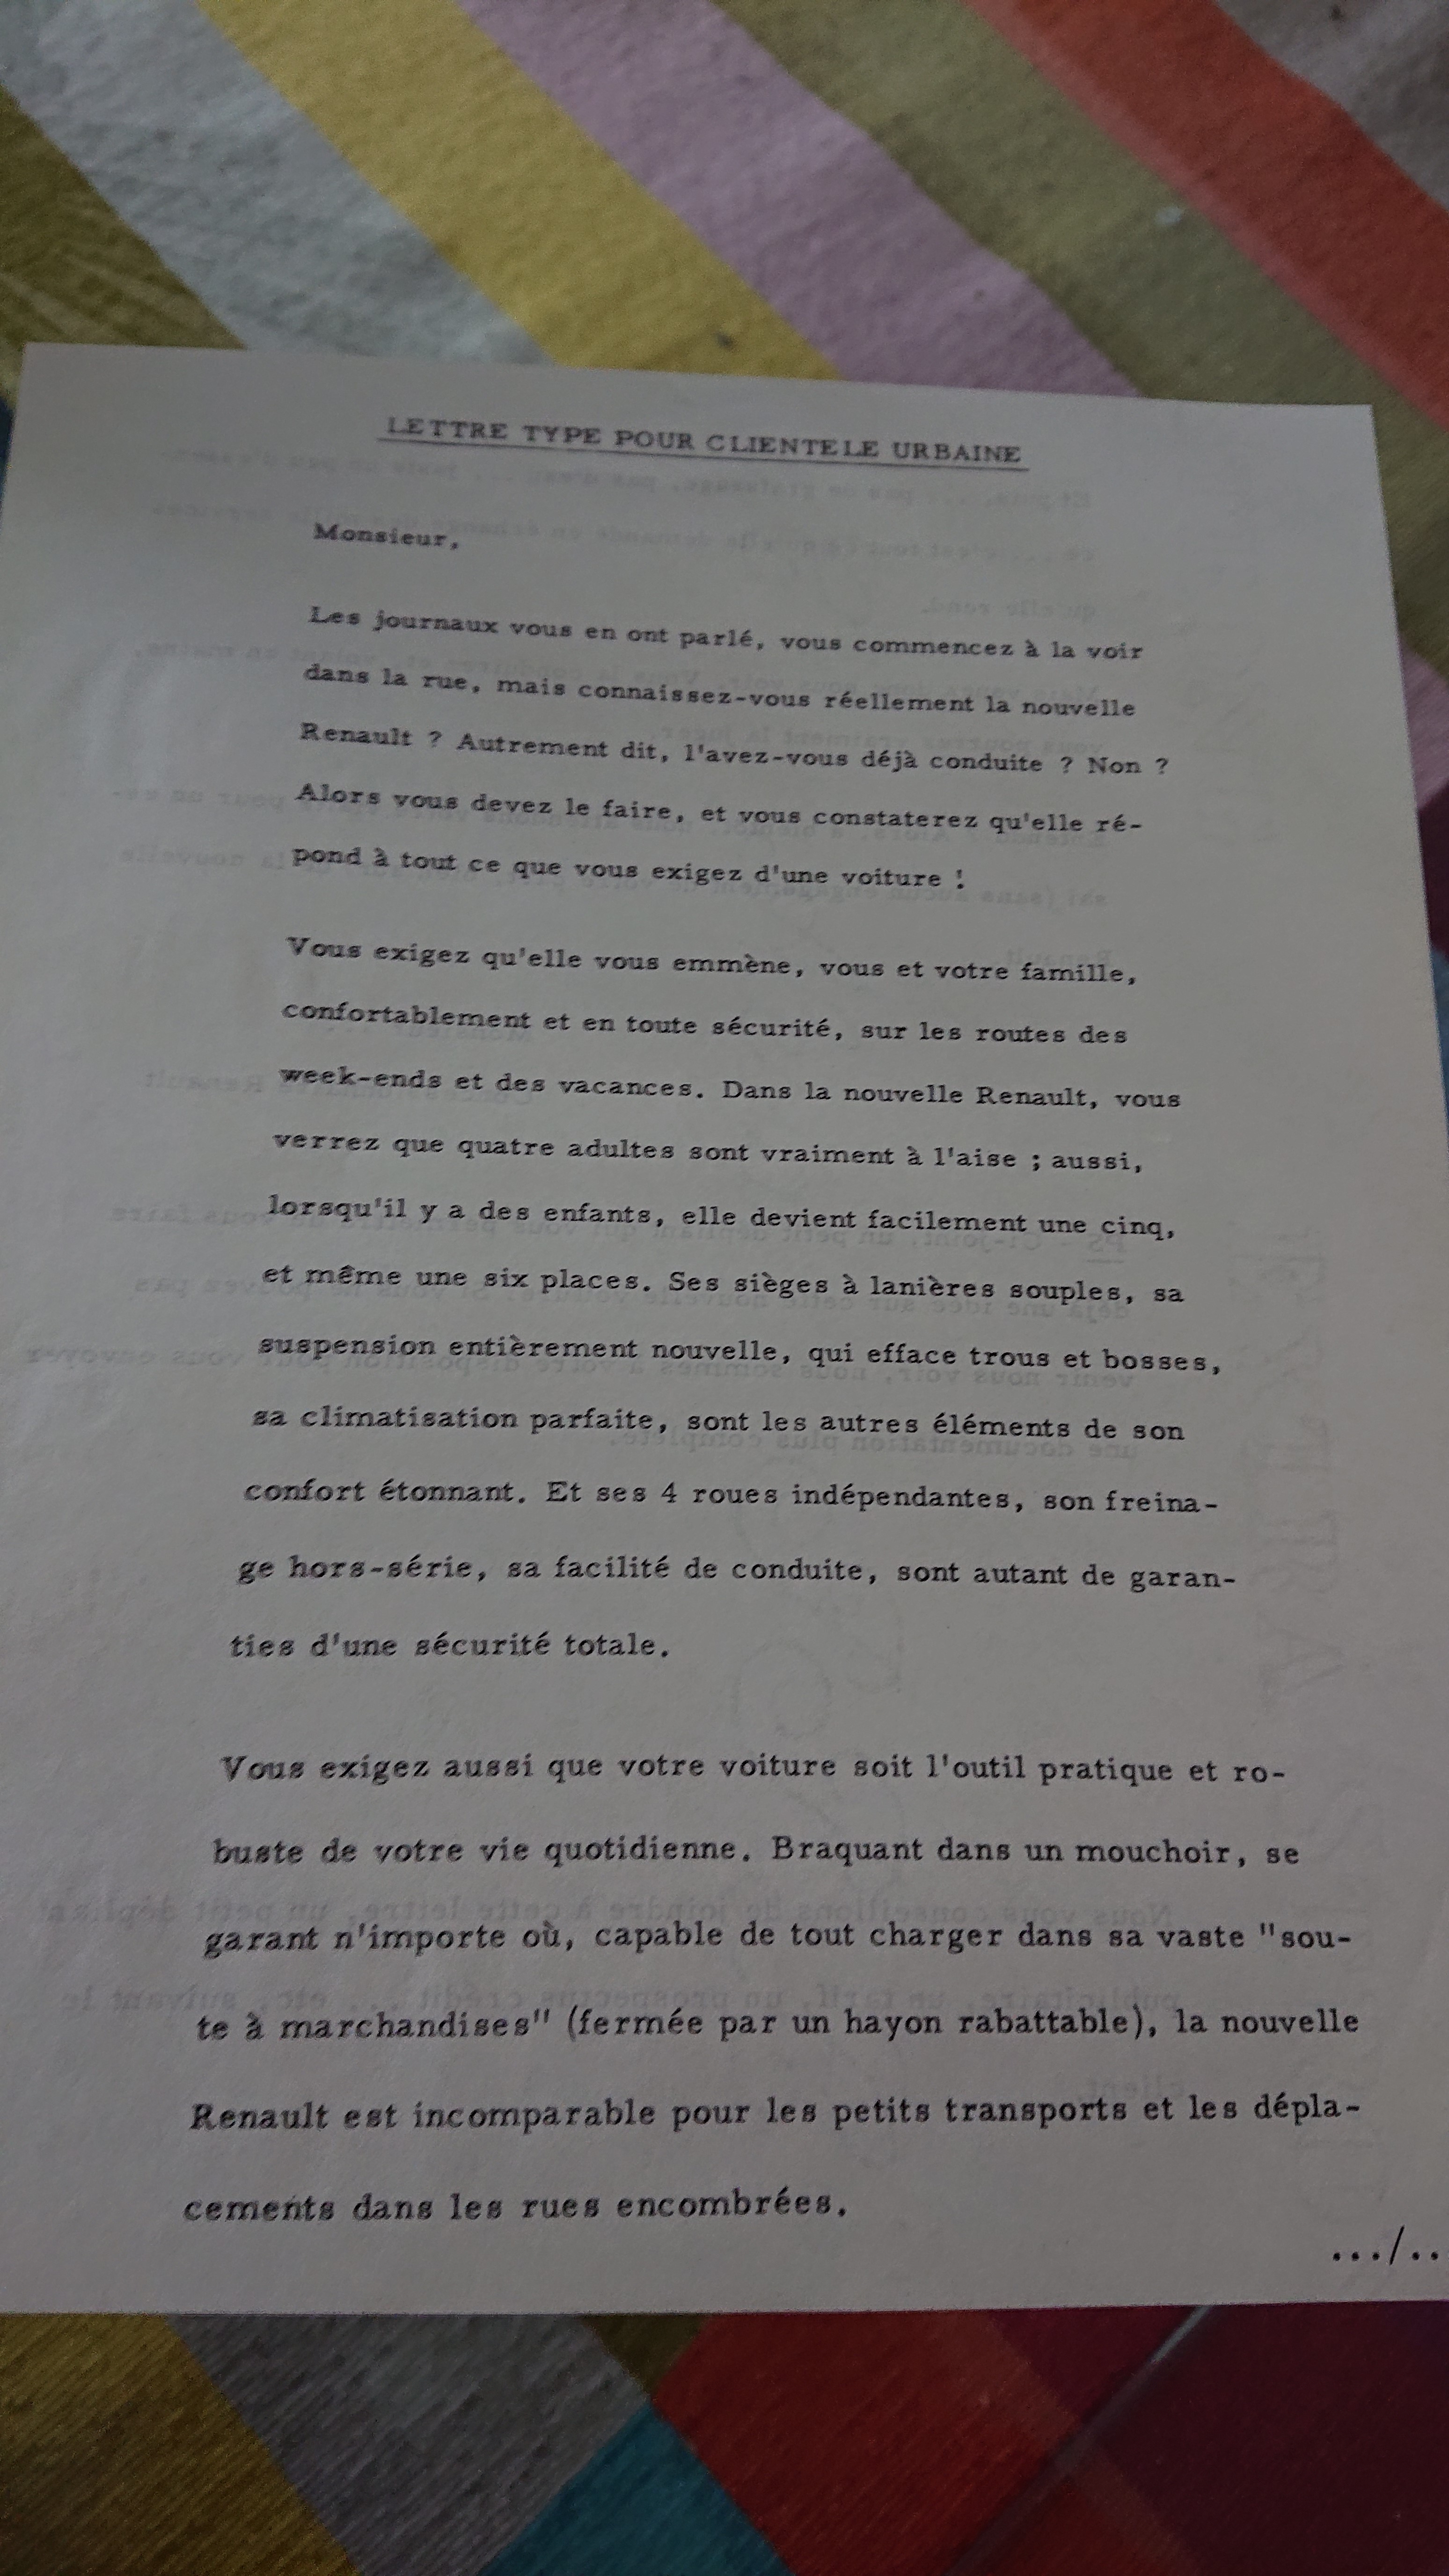 LETTRE TYPE POUR CLIENTELE URBAINE
Monsieur,
Les journaux vous en ont parlé, vous commencez à la voir
dans la rue, mais connaissez-vous réellement la nouvelle
Renault ? Autrement dit, l'avez-vous déjà conduite ? Non ?
Alors vous devez le faire, et vous constaterez qu'elle ré-
pond à tout ce que vous exigez d'une voiture !
Vous exigez qu'elle vous emmène, vous et votre famille,
confortablement et en toute sécurité, sur les routes des
week-ends et des vacances. Dans la nouvelle Renault, vous
verrez que quatre adultes sont vraiment à l'aise ; aussi,
lorsqu'il y a des enfants, elle devient facilement une cinq,
et même une six places. Ses sièges à lanières souples, sa
suspension entièrement nouvelle, qui efface trous et bosses,
sa climatisation parfaite, sont les autres éléments de son
confort étonnant. Et ses 4 roues indépendantes, son freina-
ge hors-série, sa facilité de conduite, sont autant de garan-
ties d'une sécurité totale.
Vous exigez aussi que votre voiture soit l'outil pratique et ro-
buste de votre vie quotidienne. Braquant dans un mouchoir, se
garant n'importe où, capable de tout charger dans sa vaste "sou-
te à marchandises" (fermée par un hayon rabattable), la nouvelle
Renault est incomparable pour les petits transports et les dépla-
cements dans les rues encombrées.
.../..